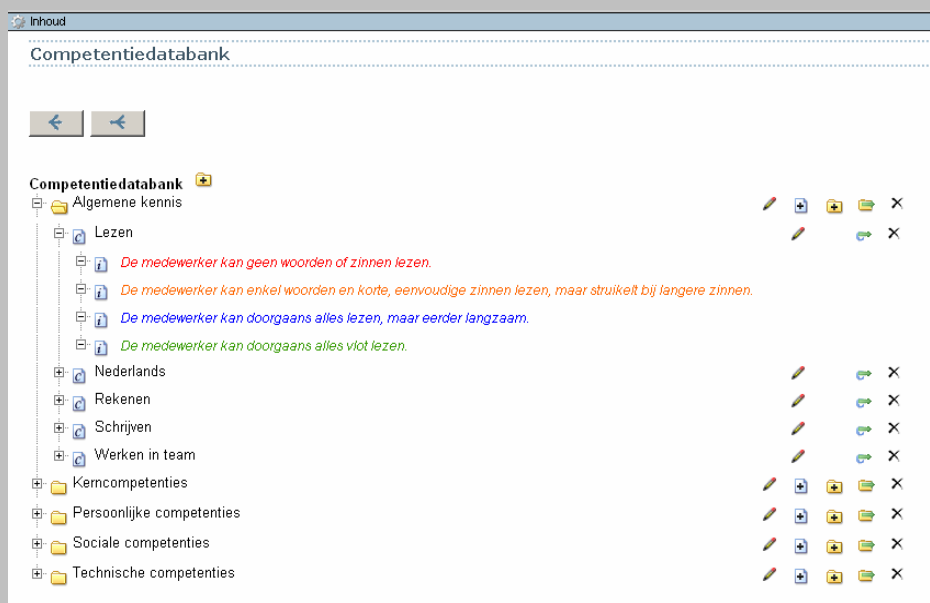 Inhoud
Competentiedatabank
Competentiedatabank
Algemene kennis
Lezen
De medewerker kan geen woorden of zinnen lezen.
De medewerker kan enkel woorden en korte, eenvoudige zinnen lezen, maar struikelt bij langere zinnen.
De medewerker kan doorgaans alles lezen, maar eerder langzaam.
De medewerker kan doorgaans alles vlot lezen.
Nederlands
Rekenen
Schrijven
Werken in team
Kerncompetenties
Persoonlijke competenties
Sociale competenties
Technische competenties